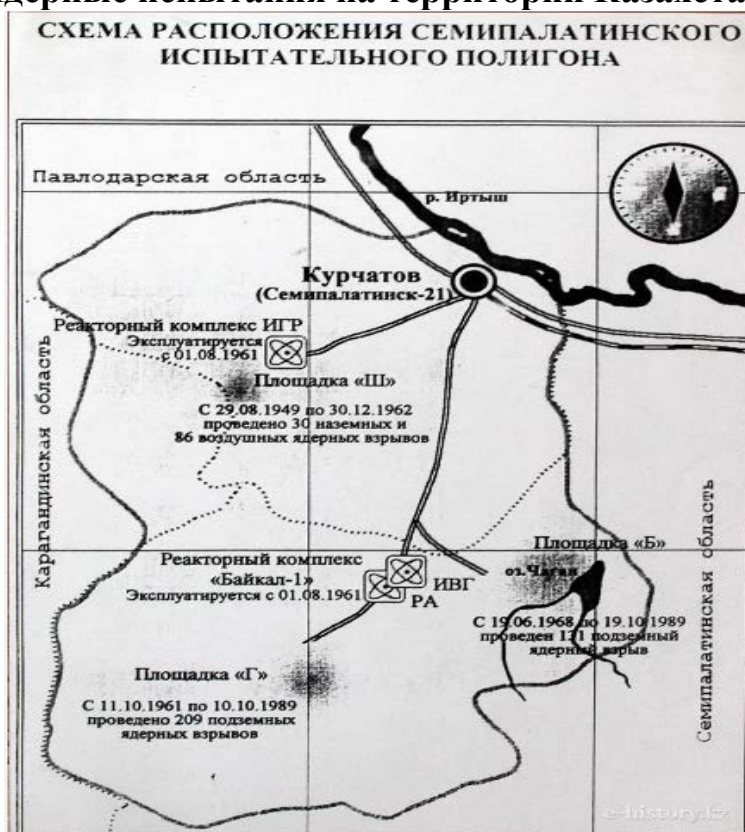 ядерные испытания на территории Казахста
СХЕМА РАСПОЛОЖЕНИЯ СЕМИПАЛАТИНСКОГО
ИСПЫТАТЕЛЬНОГО ПОЛИГОНА
Павлодарская область
р. Иртыш
Курчатов
(Семипалатинск-21)
Реакторный комплекс ИГР
Эксплуатируется
с 01.08.1961
Площадка «Ш»
С 29.08.1949 по 30.12.1962
проведено 30 наземных и
86 воздушных ядерных взрывов
Карагандинская область
Реакторный комплекс
«Байкал-1»
Эксплуатируется с 01.08.1961
ИВГ
РА
Площадка «Б»
оз.Чаган
С 19.06.1968 по 19.10.1989
проведен подземный
ядерный взрыв
Семипалатинская область
Площадка «Г»
С 11.10.1961 по 10.10.1989
проведено 209 подземных
ядерных взрывов
e-history.kz